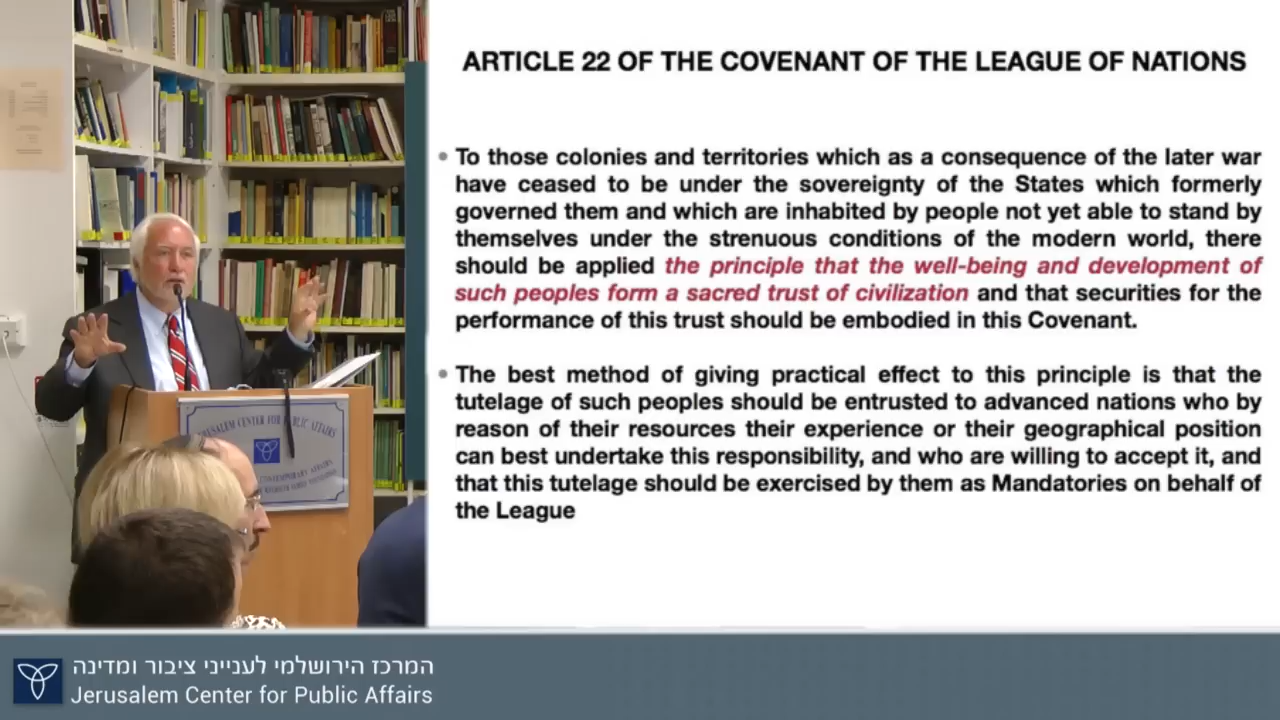 ARTICLE 22 OF THE COVENANT OF THE LEAGUE OF NATIONS
• To those colonies and territories which as a consequence of the later war
have ceased to be under the sovereignty of the States which formerly
governed them and which are inhabited by people not yet able to stand by
themselves under the strenuous conditions of the modern world, there
should be applied the principle that the well-being and development of
such peoples form a sacred trust of civilization and that securities for the
performance of this trust should be embodied in this Covenant.
• The best method of giving practical effect to this principle is that the
tutelage of such peoples should be entrusted to advanced nations who by
reason of their resources their experience or their geographical position
can best undertake this responsibility, and who are willing to accept it, and
that this tutelage should be exercised by them as Mandatories on behalf of
the League
JERUSALEM CENTER FOR PUBLIC AFFAIRS
המרכז הירושלמי לענייני ציבור ומדינה
Jerusalem Center for Public Affairs